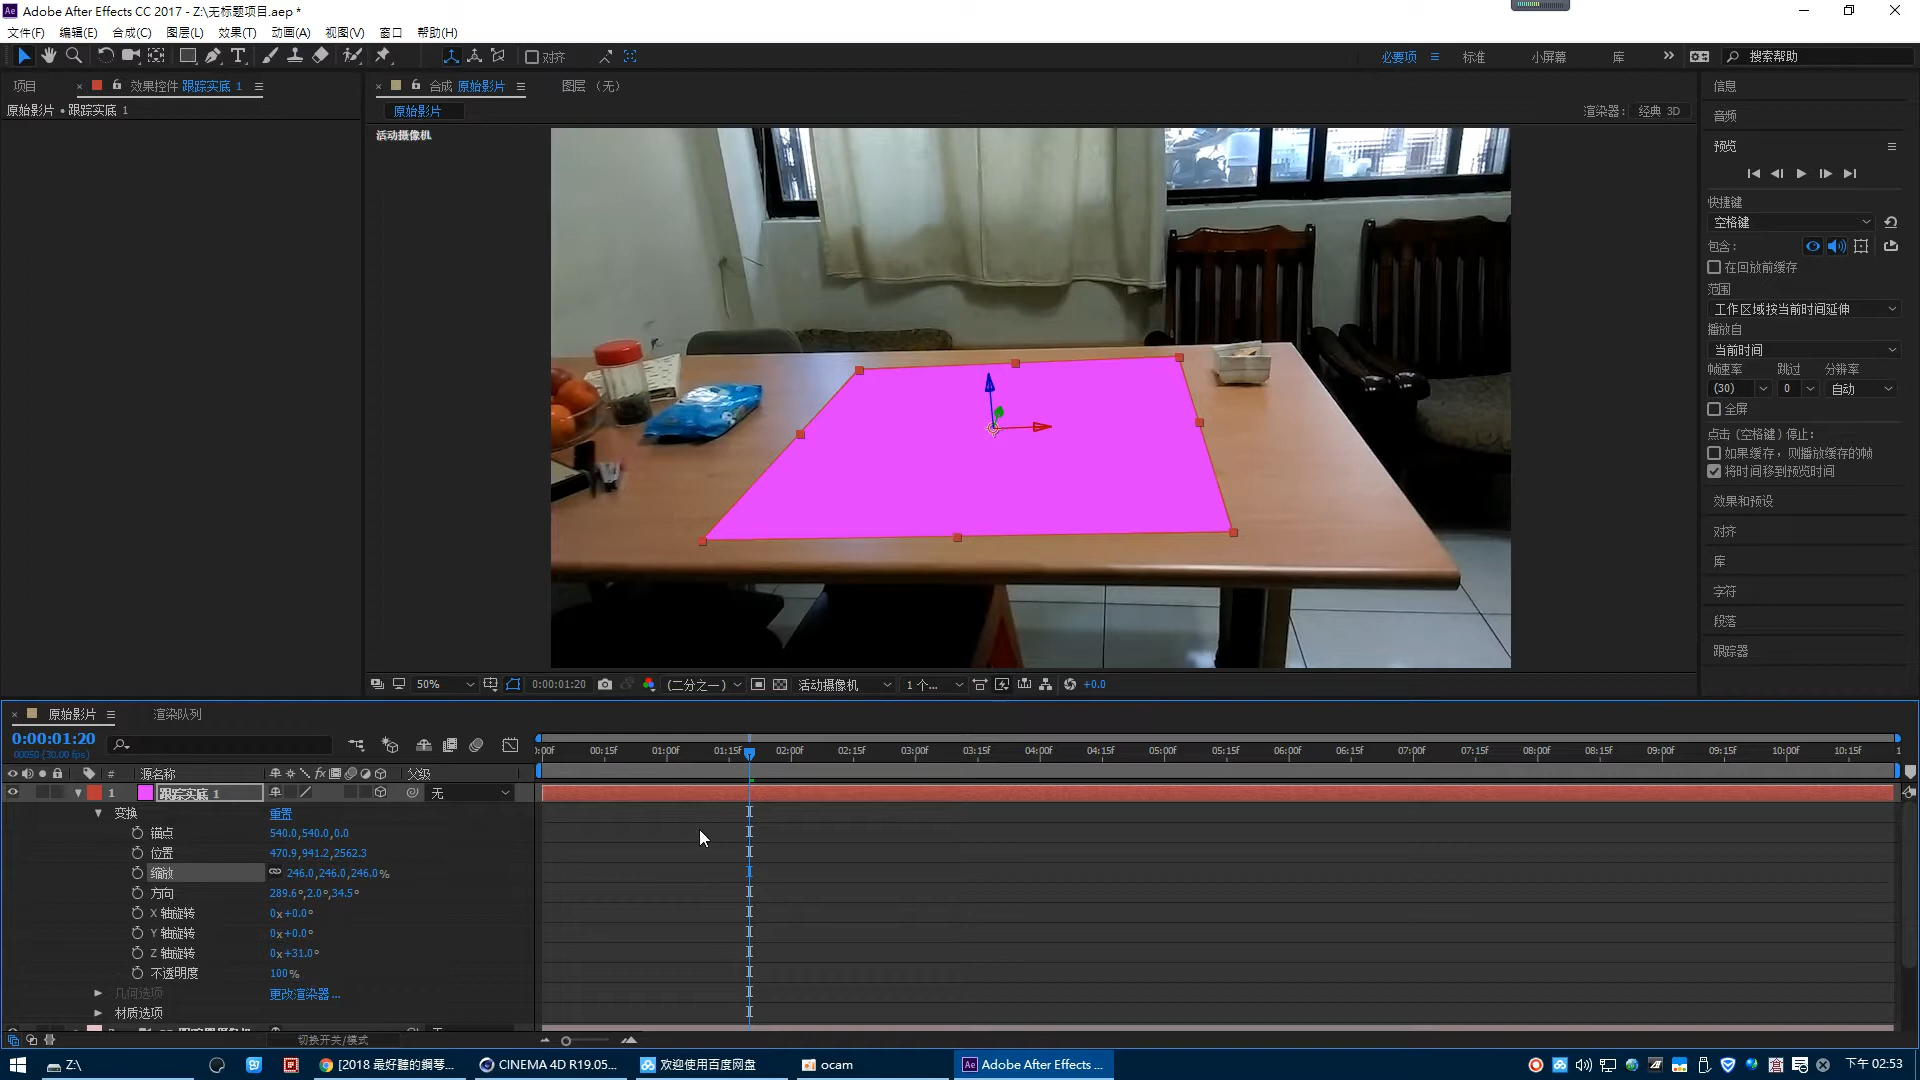 Adobe After Effects CC 2017 - Z:\无标题项目.aep *
文件(F) 编辑(E) 合成(C) 图层(L) 效果(T) 动画(A) 视图(V) 窗口 帮助(H)
对齐 必要项 标准 小屏幕 库 搜索帮助
项目 效果控件 跟踪实底 1
原始影片 • 跟踪实底 1
合成 原始影片 图层 (无)
原始影片
渲染器: 经典 3D
活动摄像机
50% 0:00:01:20 (二分之一) 活动摄像机 1 个... +0.0
信息
音频
预览
快捷键
空格键
包含:
在回放前缓存
范围
工作区域按当前时间延伸
播放自
当前时间
帧速率 跳过 分辨率
(30) 0 自动
全屏
点击 (空格键) 停止:
如果缓存, 则播放缓存的帧
将时间移到预览时间
效果和预设
对齐
库
字符
段落
跟踪器
原始影片 渲染队列
0:00:01:20
00050 (30.00 fps)
:00f 00:15f 01:00f 01:15f 02:00f 02:15f 03:00f 03:15f 04:00f 04:15f 05:00f 05:15f 06:00f 06:15f 07:00f 07:15f 08:00f 08:15f 09:00f 09:15f 10:00f 10:15f 1
# 源名称 fx 父级
1 跟踪实底 1 无
变换 重置
锚点 540.0,540.0,0.0
位置 470.9,941.2,2562.3
缩放 246.0,246.0,246.0%
方向 289.6°,2.0°,34.5°
X 轴旋转 0x+0.0°
Y 轴旋转 0x+0.0°
Z 轴旋转 0x+31.0°
不透明度 100%
几何选项 更改渲染器...
材质选项
切换开关/模式
Z:\ [2018 最好聽的鋼琴... CINEMA 4D R19.05... 欢迎使用百度网盘 ocam Adobe After Effects ... 下午 02:53